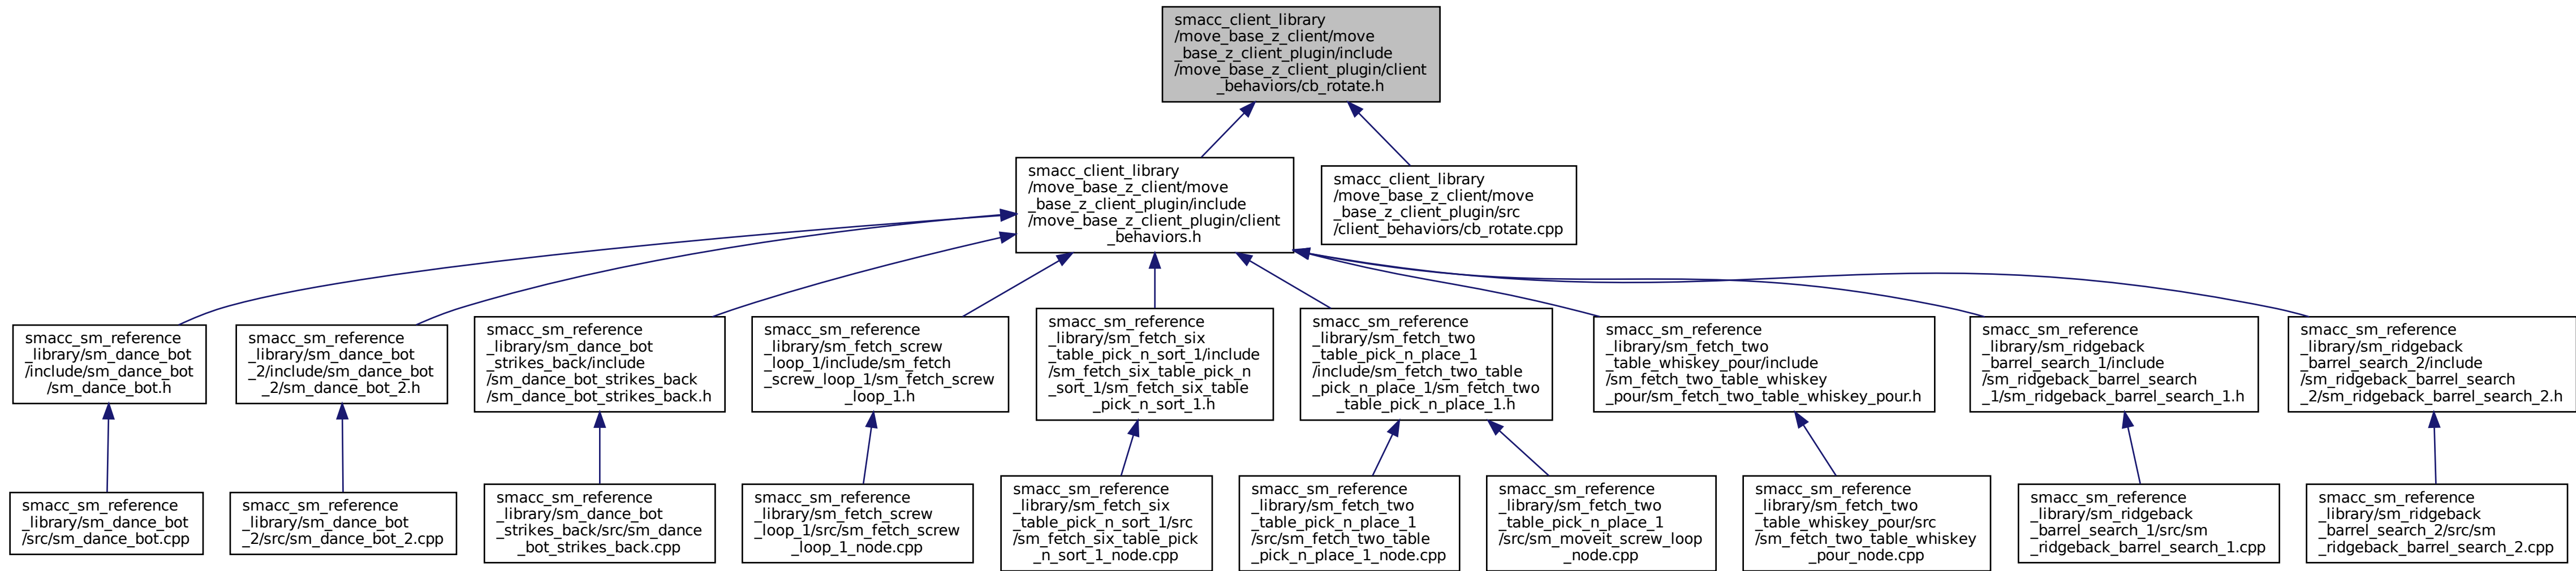 smacc_client_library
/move_base_z_client/move
_base_z_client_plugin/include
/move_base_z_client_plugin/client
_behaviors/cb_rotate.h
smacc_client_library
/move_base_z_client/move
_base_z_client_plugin/include
/move_base_z_client_plugin/client
_behaviors.h
smacc_client_library
/move_base_z_client/move
_base_z_client_plugin/src
/client_behaviors/cb_rotate.cpp
smacc_sm_reference
_library/sm_dance_bot
/include/sm_dance_bot
/sm_dance_bot.h
smacc_sm_reference
_library/sm_dance_bot
_2/include/sm_dance_bot
_2/sm_dance_bot_2.h
smacc_sm_reference
_library/sm_dance_bot
_strikes_back/include
/sm_dance_bot_strikes_back
/sm_dance_bot_strikes_back.h
smacc_sm_reference
_library/sm_fetch_screw
_loop_1/include/sm_fetch
_screw_loop_1/sm_fetch_screw
_loop_1.h
smacc_sm_reference
_library/sm_fetch_six
_table_pick_n_sort_1/include
/sm_fetch_six_table_pick_n
_sort_1/sm_fetch_six_table
_pick_n_sort_1.h
smacc_sm_reference
_library/sm_fetch_two
_table_pick_n_place_1
/include/sm_fetch_two_table
_pick_n_place_1/sm_fetch_two
_table_pick_n_place_1.h
smacc_sm_reference
_library/sm_fetch_two
_table_whiskey_pour/include
/sm_fetch_two_table_whiskey
_pour/sm_fetch_two_table_whiskey_pour.h
smacc_sm_reference
_library/sm_ridgeback
_barrel_search_1/include
/sm_ridgeback_barrel_search
_1/sm_ridgeback_barrel_search_1.h
smacc_sm_reference
_library/sm_ridgeback
_barrel_search_2/include
/sm_ridgeback_barrel_search
_2/sm_ridgeback_barrel_search_2.h
smacc_sm_reference
_library/sm_dance_bot
/src/sm_dance_bot.cpp
smacc_sm_reference
_library/sm_dance_bot
_2/src/sm_dance_bot_2.cpp
smacc_sm_reference
_library/sm_dance_bot
_strikes_back/src/sm_dance
_bot_strikes_back.cpp
smacc_sm_reference
_library/sm_fetch_screw
_loop_1/src/sm_fetch_screw
_loop_1_node.cpp
smacc_sm_reference
_library/sm_fetch_six
_table_pick_n_sort_1/src
/sm_fetch_six_table_pick
_n_sort_1_node.cpp
smacc_sm_reference
_library/sm_fetch_two
_table_pick_n_place_1
/src/sm_fetch_two_table
_pick_n_place_1_node.cpp
smacc_sm_reference
_library/sm_fetch_two
_table_pick_n_place_1
/src/sm_moveit_screw_loop
_node.cpp
smacc_sm_reference
_library/sm_fetch_two
_table_whiskey_pour/src
/sm_fetch_two_table_whiskey
_pour_node.cpp
smacc_sm_reference
_library/sm_ridgeback
_barrel_search_1/src/sm
_ridgeback_barrel_search_1.cpp
smacc_sm_reference
_library/sm_ridgeback
_barrel_search_2/src/sm
_ridgeback_barrel_search_2.cpp